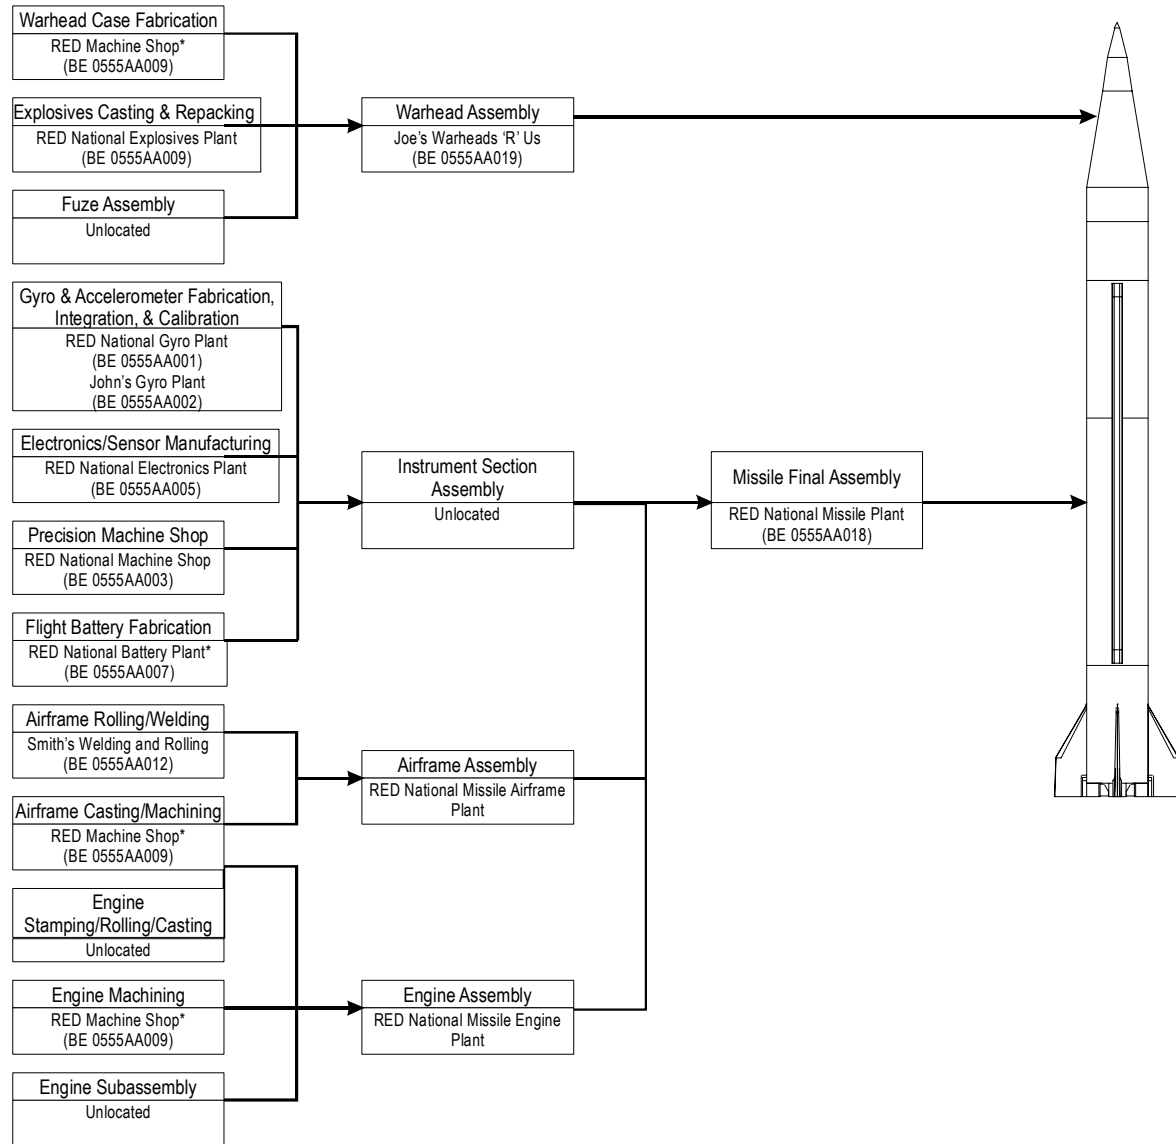 Warhead Case Fabrication
RED Machine Shop*
(BE 0555AA009)
Explosives Casting & Repacking
RED National Explosives Plant
(BE 0555AA009)
Fuze Assembly
Unlocated
Warhead Assembly
Joe's Warheads ‘R’ Us
(BE 0555AA019)
Gyro & Accelerometer Fabrication,
Integration, & Calibration
RED National Gyro Plant
(BE 0555AA001)
John's Gyro Plant
(BE 0555AA002)
Electronics/Sensor Manufacturing
RED National Electronics Plant
(BE 0555AA005)
Precision Machine Shop
RED National Machine Shop
(BE 0555AA003)
Flight Battery Fabrication
RED National Battery Plant*
(BE 0555AA007)
Instrument Section
Assembly
Unlocated
Missile Final Assembly
RED National Missile Plant
(BE 0555AA018)
Airframe Rolling/Welding
Smith's Welding and Rolling
(BE 0555AA012)
Airframe Casting/Machining
RED Machine Shop*
(BE 0555AA009)
Airframe Assembly
RED National Missile Airframe
Plant
Engine
Stamping/Rolling/Casting
Unlocated
Engine Machining
RED Machine Shop*
(BE 0555AA009)
Engine Subassembly
Unlocated
Engine Assembly
RED National Missile Engine
Plant